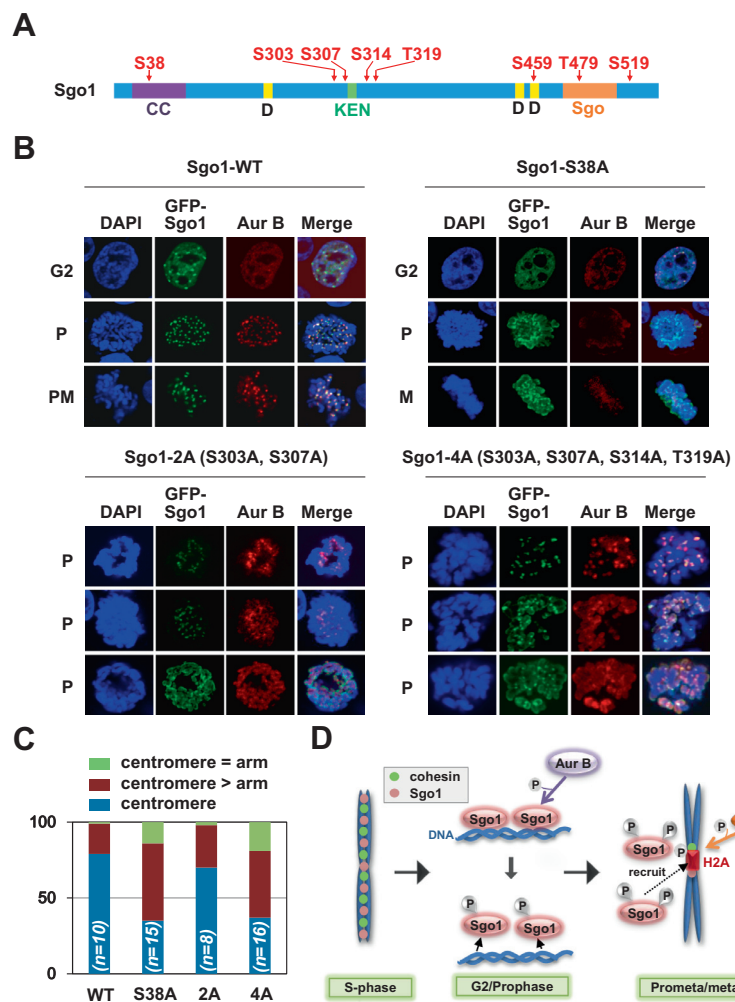 A
S303 S307 S314 T319
S38 S459 T479 S519
Sgo1
CC D KEN D D Sgo
B
Sgo1-WT
DAPI GFP-Sgo1 Aur B Merge
G2
P
PM
Sgo1-S38A
DAPI GFP-Sgo1 Aur B Merge
G2
P
M
Sgo1-2A (S303A, S307A)
DAPI GFP-Sgo1 Aur B Merge
P
P
P
Sgo1-4A (S303A, S307A, S314A, T319A)
DAPI GFP-Sgo1 Aur B Merge
P
P
P
C
centromere = arm
centromere > arm
centromere
100
50
0
(n=10) (n=15) (n=8) (n=16)
WT S38A 2A 4A
D
cohesin
Sgo1
Aur B
P
Sgo1 Sgo1
DNA
P P
Sgo1 Sgo1
P P P
Sgo1 P H2A
recruit
P P
Sgo1
S-phase
G2/Prophase
Prometa/meta